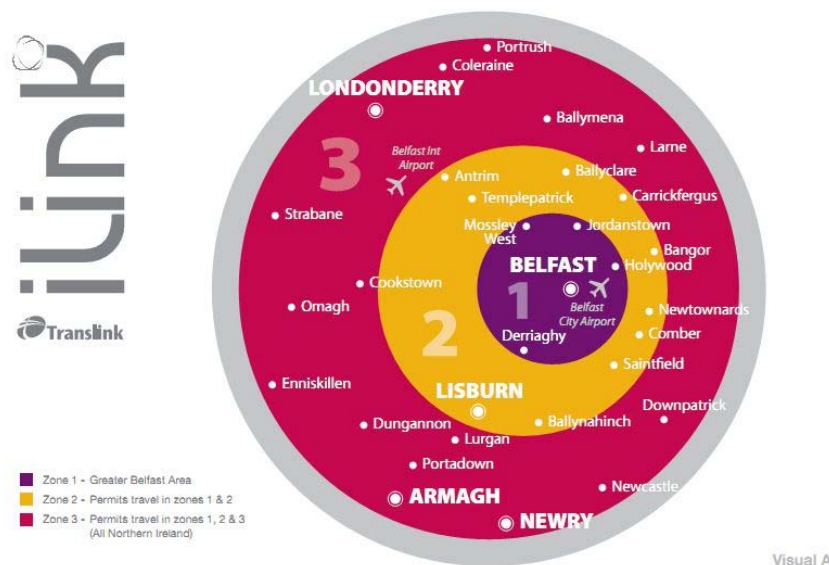 iLink
Translink
Portrush
Coleraine
LONDONDERRY
Ballymena
3
Belfast Int
Airport
Larne
Antrim
Ballyclare
Templepatrick
Carrickfergus
Strabane
Mossley
West
Jordanstown
Bangor
BELFAST
Holywood
Cookstown
1
Omagh
Belfast
City Airport
Newtownards
2
Derriaghy
Comber
Saintfield
Enniskillen
LISBURN
Downpatrick
Dungannon
Ballynahinch
Lurgan
Portadown
Newcastle
ARMAGH
NEWRY
Zone 1 - Greater Belfast Area
Zone 2 - Permits travel in zones 1 & 2
Zone 3 - Permits travel in zones 1, 2 & 3
(All Northern Ireland)
Visual A